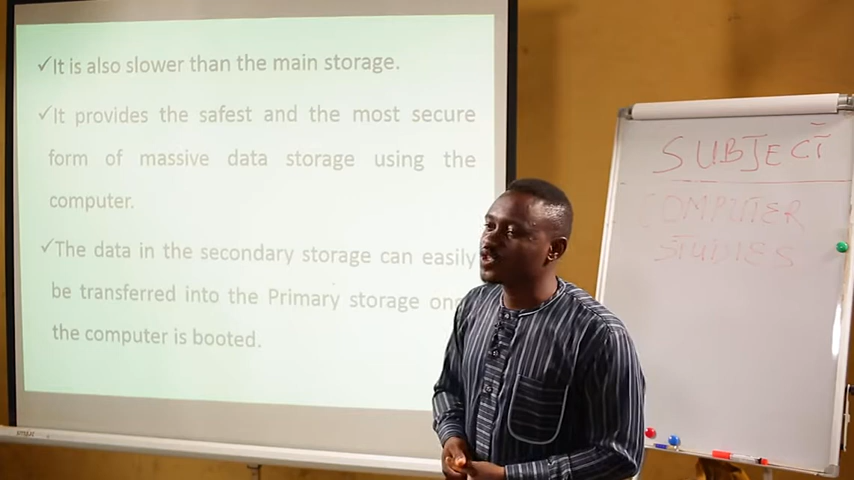 ✓It is also slower than the main storage.
✓It provides the safest and the most secure
form of massive data storage using the
computer.
✓The data in the secondary storage can easily
be transferred into the Primary storage
the computer is booted.
SUBJECT
COMPUTER
STUDIES